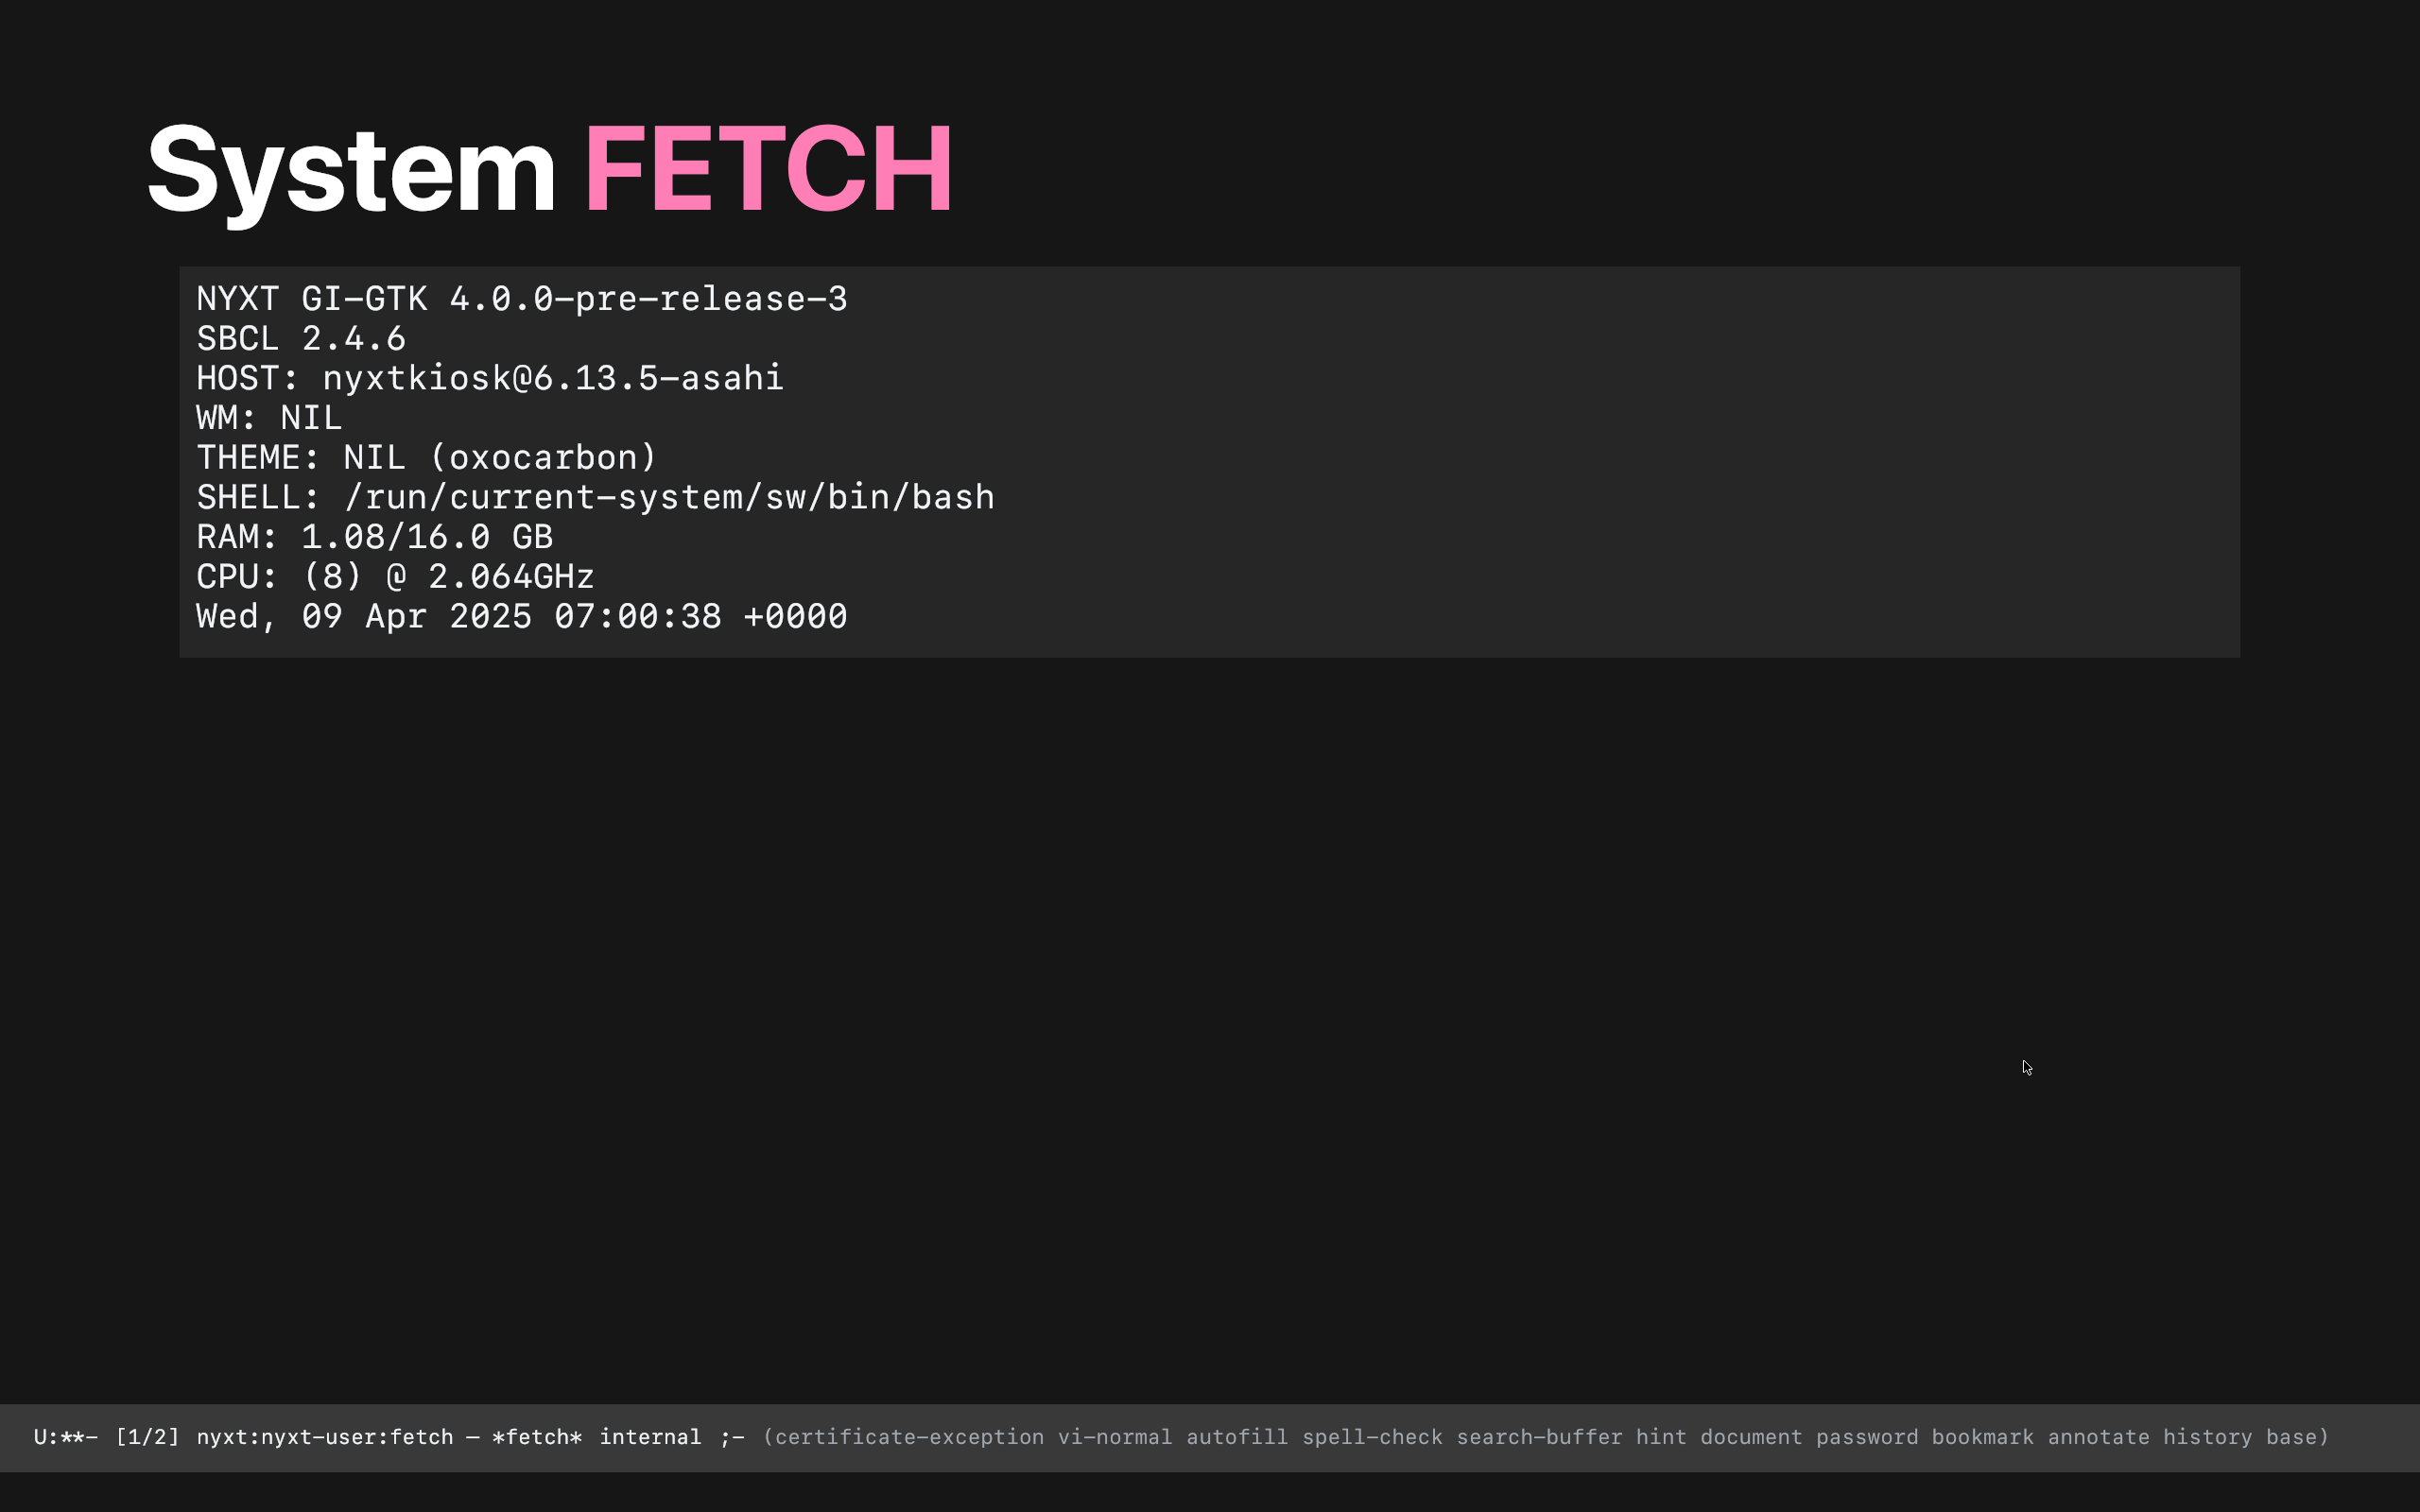 System FETCH
NYXT GI-GTK 4.0.0-pre-release-3
SBCL 2.4.6
HOST: nyxtkiosk@6.13.5-asahi
WM: NIL
THEME: NIL (oxocarbon)
SHELL: /run/current-system/sw/bin/bash
RAM: 1.08/16.0 GB
CPU: (8) @ 2.064GHz
Wed, 09 Apr 2025 07:00:38 +0000
U:**- [1/2] nyxt:nyxt-user:fetch — *fetch* internal ;- (certificate-exception vi-normal autofill spell-check search-buffer hint document password bookmark annotate history base)